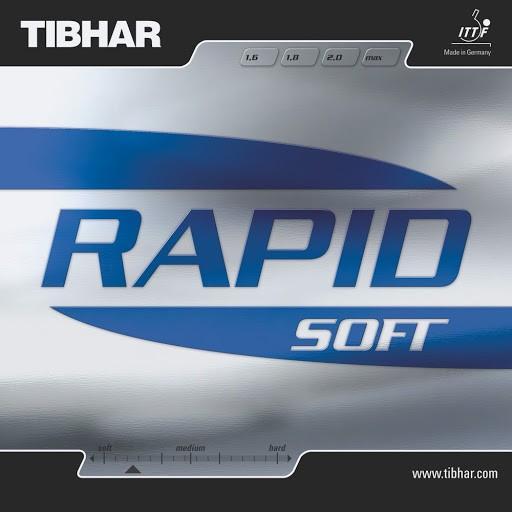 TIBHAR
1.6 1.8 2.0 max
ITTF
Made in Germany
RAPID
SOFT
soft medium hard
www.tibhar.com